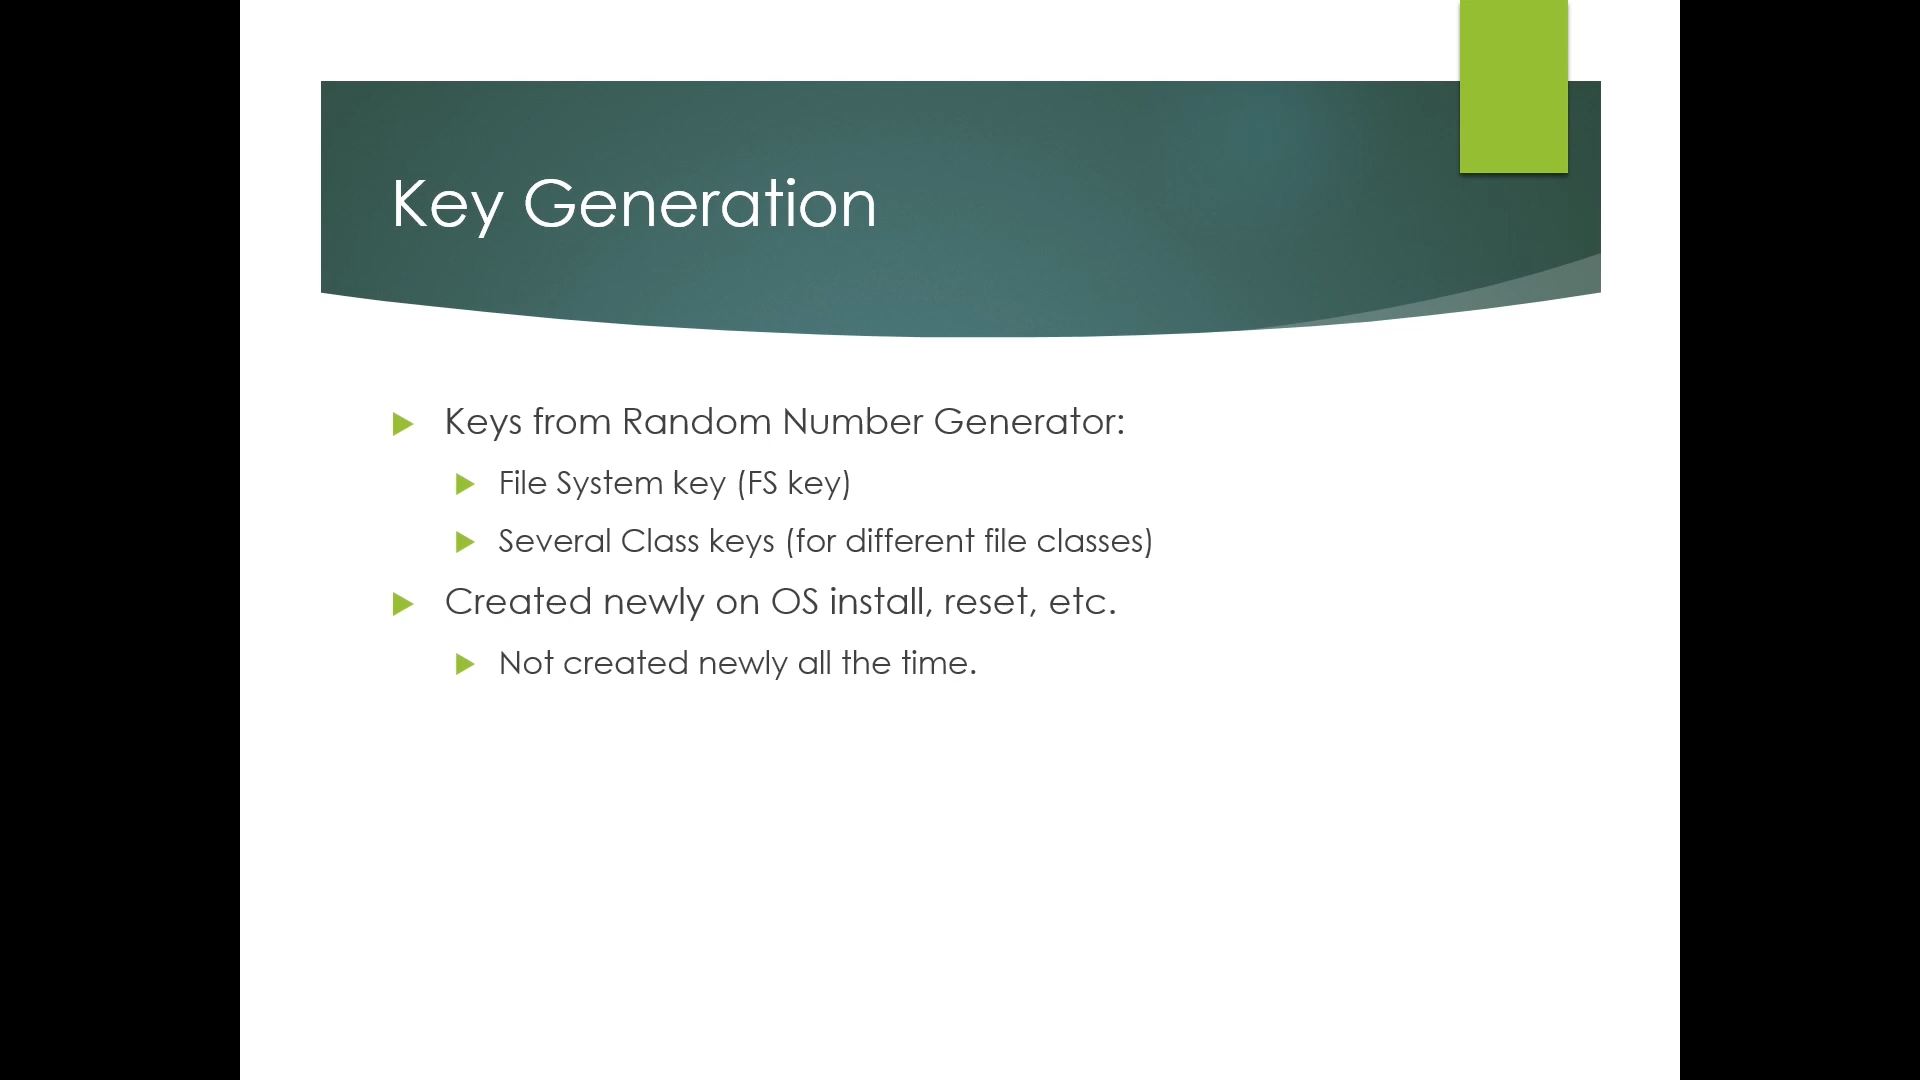 Key Generation
Keys from Random Number Generator:
File System key (FS key)
Several Class keys (for different file classes)
Created newly on OS install, reset, etc.
Not created newly all the time.